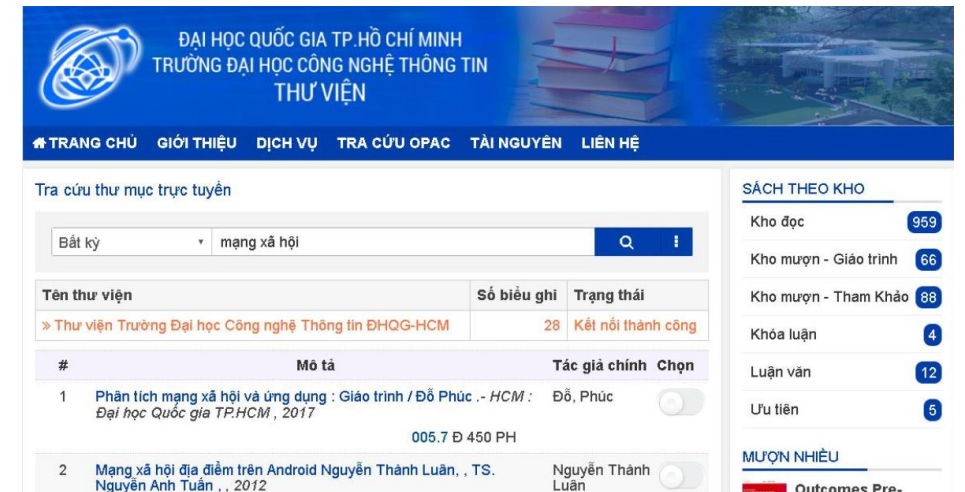 ĐẠI HỌC QUỐC GIA TP.HỒ CHÍ MINH
TRƯỜNG ĐẠI HỌC CÔNG NGHỆ THÔNG TIN
THƯ VIỆN
TRANG CHỦ GIỚI THIỆU DỊCH VỤ TRA CỨU OPAC TÀI NGUYÊN LIÊN HỆ
Tra cứu thư mục trực tuyến
Bất kỳ mạng xã hội
Tên thư viện Số biểu ghi Trạng thái
» Thư viện Trường Đại học Công nghệ Thông tin ĐHQG-HCM 28 Kết nối thành công
# Mô tả Tác giả chính Chọn
1 Phân tích mạng xã hội và ứng dụng : Giáo trình / Đỗ Phúc .- HCM : Đỗ, Phúc
Đại học Quốc gia TP.HCM , 2017
005.7 Đ 450 PH
2 Mạng xã hội địa điểm trên Android Nguyễn Thành Luân, , TS. Nguyễn Thành
Nguyễn Anh Tuấn , , 2012 Luân
SÁCH THEO KHO
Kho đọc 959
Kho mượn - Giáo trình 66
Kho mượn - Tham Khảo 88
Khóa luận 4
Luận văn 12
Ưu tiên 5
MƯỢN NHIỀU
Outcomes Pre-